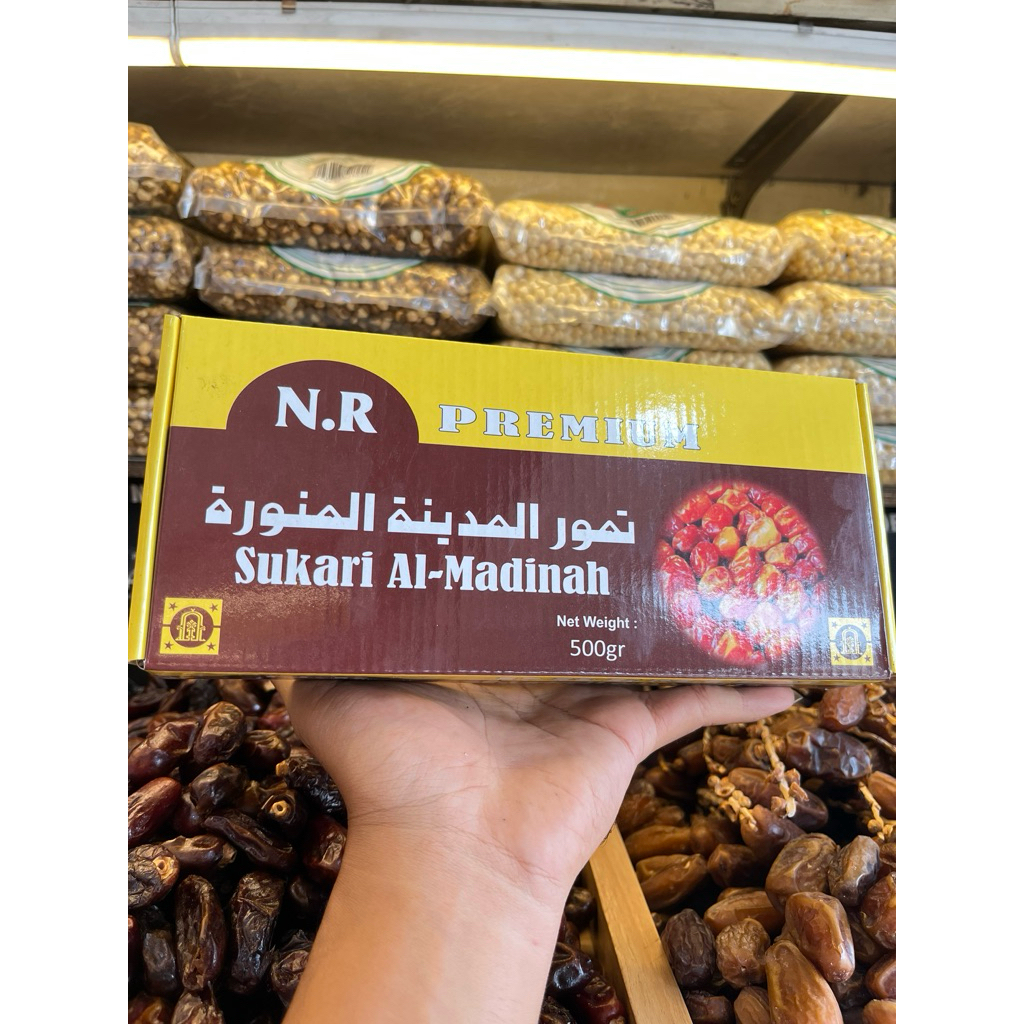 N.R
PREMIUM
تمور المدينة المنورة
Sukari Al-Madinah
Net Weight :
500gr